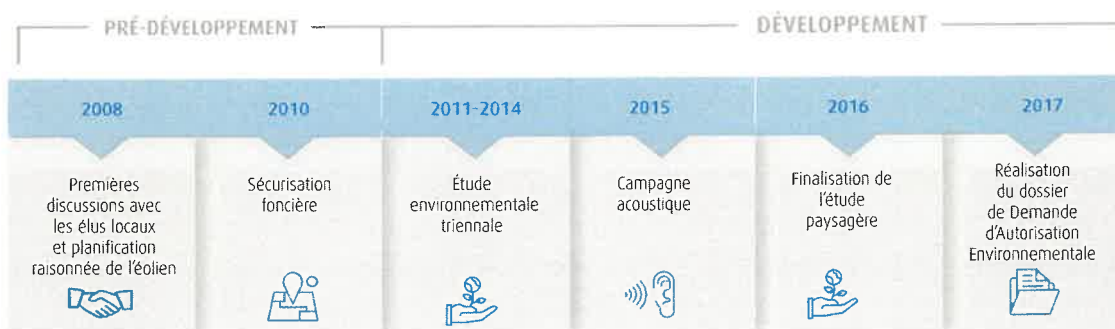 PRÉ-DÉVELOPPEMENT
DÉVELOPPEMENT
2008
Premières
discussions avec
les élus locaux
et planification
raisonnée de l'éolien
2010
Sécurisation
foncière
2011-2014
Étude
environnementale
triennale
2015
Campagne
acoustique
2016
Finalisation de
l'étude
paysagère
2017
Réalisation
du dossier
de Demande
d'Autorisation
Environnementale